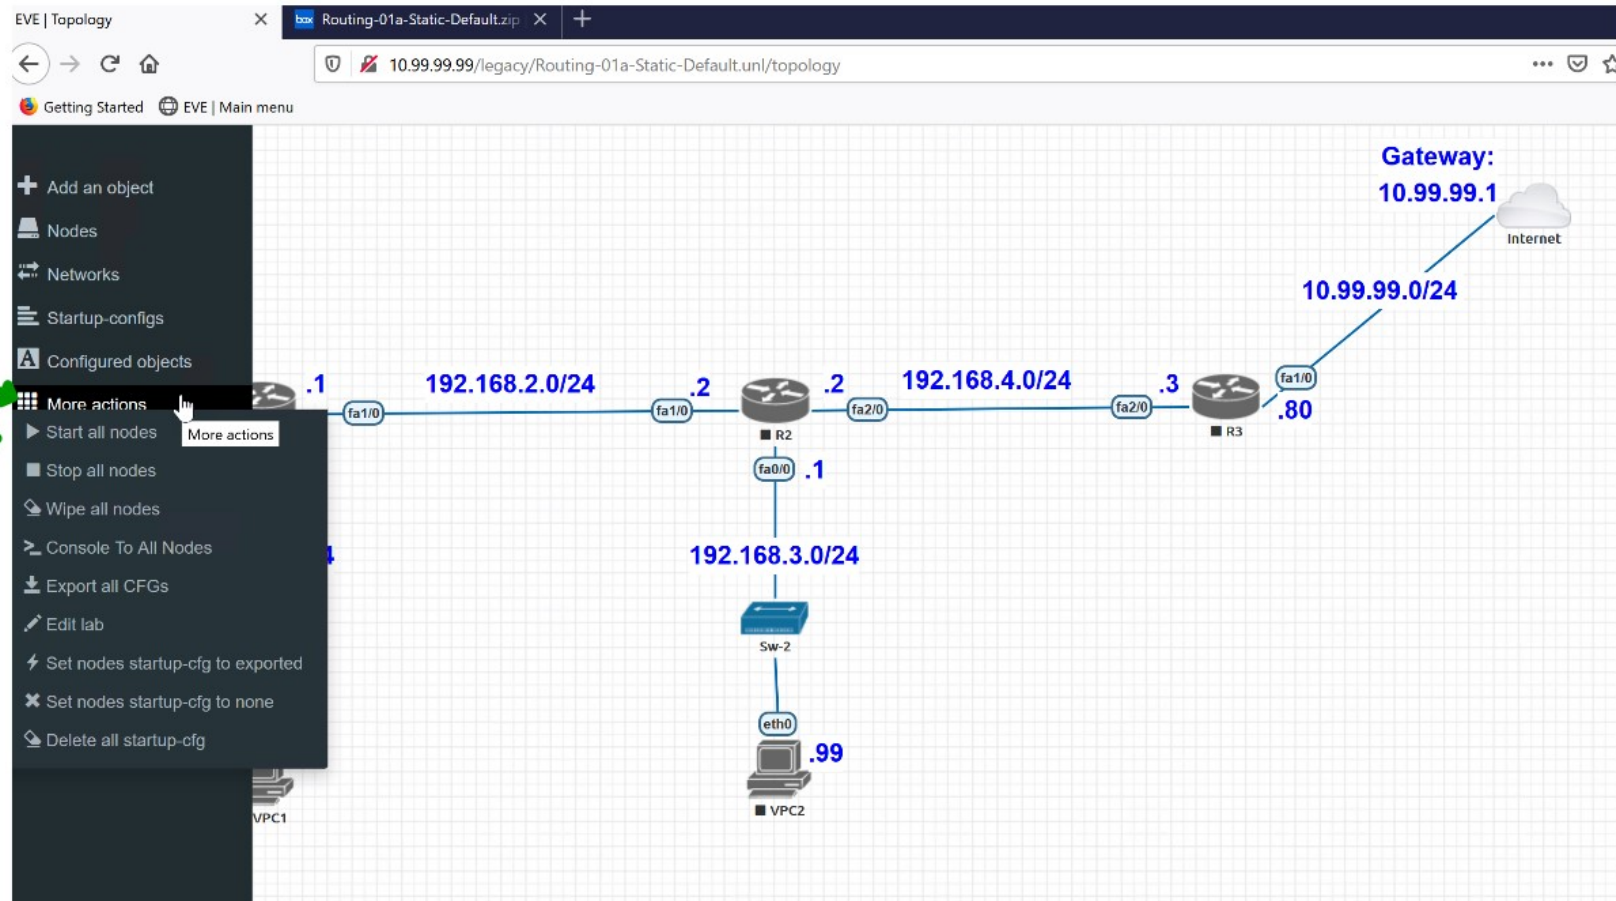 EVE | Topology
Routing-01a-Static-Default.zip
10.99.99.99/legacy/Routing-01a-Static-Default.unl/topology
Getting Started
EVE | Main menu
Add an object
Nodes
Networks
Startup-configs
Configured objects
More actions
Start all nodes
More actions
Stop all nodes
Wipe all nodes
Console To All Nodes
Export all CFGs
Edit lab
Set nodes startup-cfg to exported
Set nodes startup-cfg to none
Delete all startup-cfg
Gateway:
10.99.99.1
Internet
10.99.99.0/24
fa1/0
.80
.1
192.168.2.0/24
.2
.2
192.168.4.0/24
.3
fa1/0
fa1/0
fa2/0
fa2/0
R2
R3
fa0/0
.1
4
192.168.3.0/24
Sw-2
eth0
.99
VPC2
VPC1